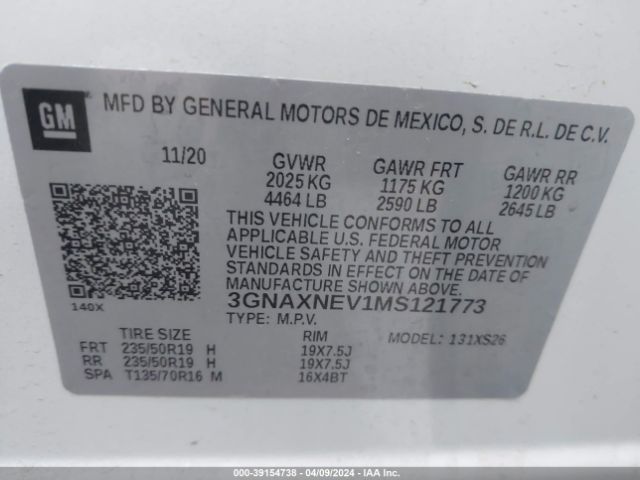 GM MFD BY GENERAL MOTORS DE MEXICO, S. DE R.L. DE C.V.
11/20 GVWR GAWR FRT GAWR RR
2025 KG 1175 KG 1200 KG
4464 LB 2590 LB 2645 LB
THIS VEHICLE CONFORMS TO ALL
APPLICABLE U.S. FEDERAL MOTOR
VEHICLE SAFETY AND THEFT PREVENTION
STANDARDS IN EFFECT ON THE DATE OF
MANUFACTURE SHOWN ABOVE.
3GNAXNEV1MS121773
140X TYPE: M.P.V. MODEL: 131XS26
TIRE SIZE RIM
FRT 235/50R19 H 19X7.5J
RR 235/50R19 H 19X7.5J
SPA T135/70R16 M 16X4BT
000-39154738 - 04/09/2024 - IAA Inc.